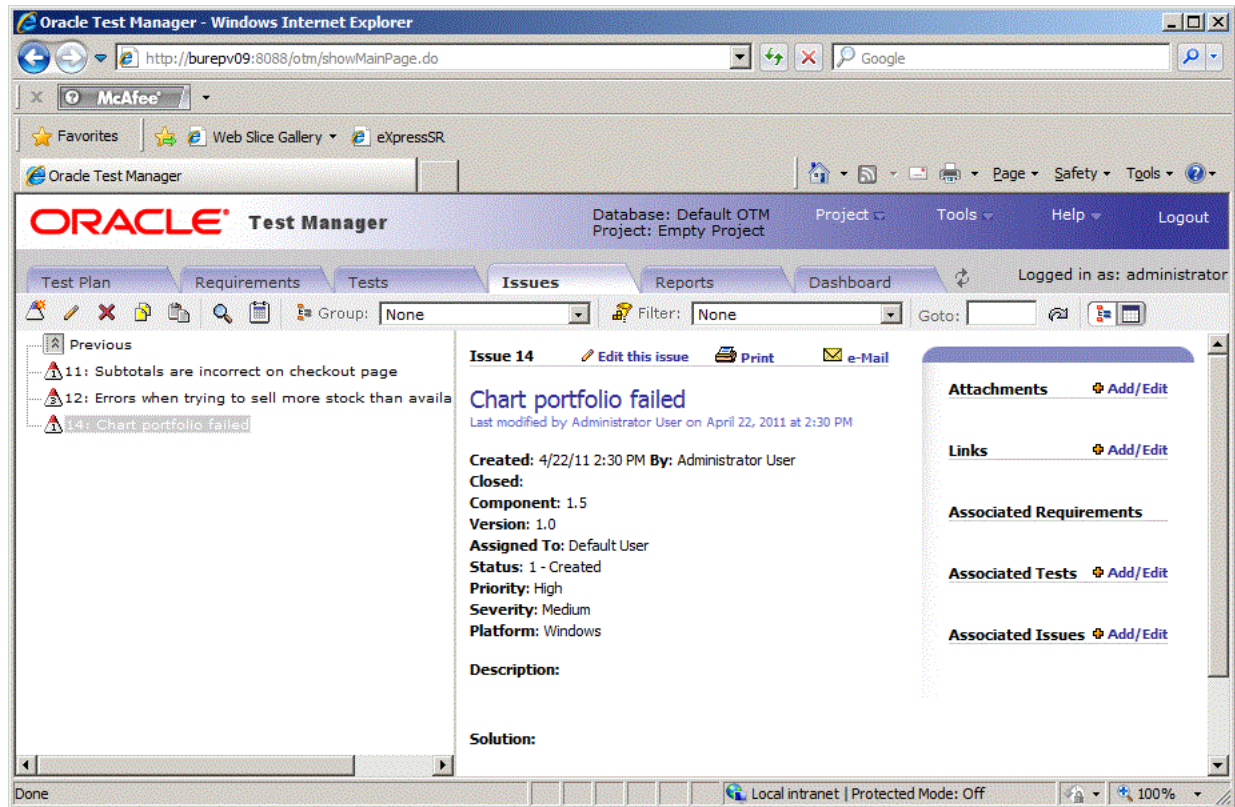 Oracle Test Manager - Windows Internet Explorer
http://burepv09:8088/otm/showMainPage.do
Google
McAfee
Favorites Web Slice Gallery eXpressSR
Oracle Test Manager
Page Safety Tools
ORACLE Test Manager
Database: Default OTM
Project: Empty Project
Project Tools Help Logout
Test Plan Requirements Tests Issues Reports Dashboard
Logged in as: administrator
Group: None Filter: None Goto:
Previous
11: Subtotals are incorrect on checkout page
12: Errors when trying to sell more stock than availa
14: Chart portfolio failed
Issue 14 Edit this issue Print e-Mail
Chart portfolio failed
Last modified by Administrator User on April 22, 2011 at 2:30 PM
Created: 4/22/11 2:30 PM By: Administrator User
Closed:
Component: 1.5
Version: 1.0
Assigned To: Default User
Status: 1 - Created
Priority: High
Severity: Medium
Platform: Windows
Description:
Solution:
Attachments Add/Edit
Links Add/Edit
Associated Requirements
Associated Tests Add/Edit
Associated Issues Add/Edit
Done
Local intranet | Protected Mode: Off
100%